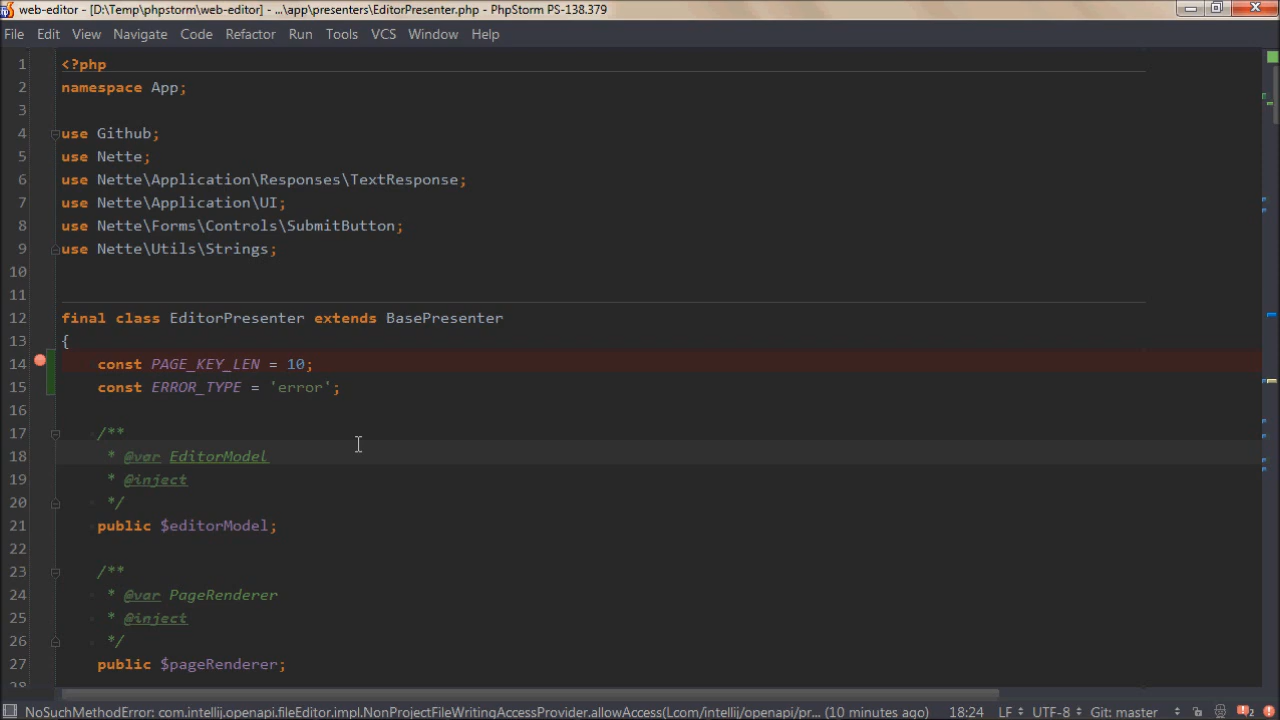 web-editor - [D:\Temp\phpstorm\web-editor] - ...\app\presenters\EditorPresenter.php - PhpStorm PS-138.379
File Edit View Navigate Code Refactor Run Tools VCS Window Help
1 <?php
2 namespace App;
3
4 use Github;
5 use Nette;
6 use Nette\Application\Responses\TextResponse;
7 use Nette\Application\UI;
8 use Nette\Forms\Controls\SubmitButton;
9 use Nette\Utils\Strings;
10
11
12 final class EditorPresenter extends BasePresenter
13 {
14 const PAGE_KEY_LEN = 10;
15 const ERROR_TYPE = 'error';
16
17 /**
18 * @var EditorModel
19 * @inject
20 */
21 public $editorModel;
22
23 /**
24 * @var PageRenderer
25 * @inject
26 */
27 public $pageRenderer;
28
NoSuchMethodError: com.intellij.openapi.fileEditor.impl.NonProjectFileWritingAccessProvider.allowAccess(Lcom/intellij/openapi/pr... (10 minutes ago) 18:24 LF UTF-8 Git: master 2